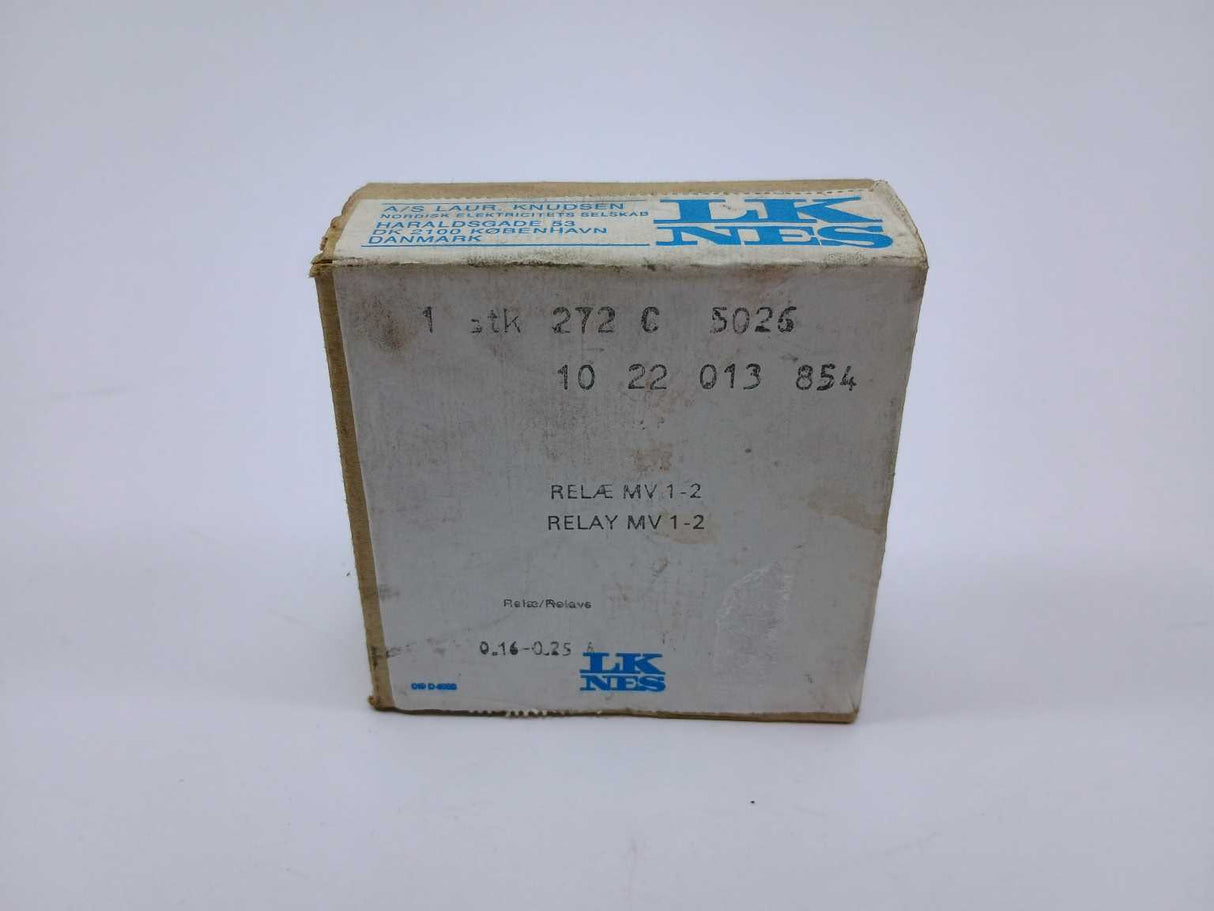 A/S LAUR. KNUDSEN
NORDISK ELEKTRICITETS SELSKAB
HARALDSGADE 53
DK 2100 KØBENHAVN
DANMARK
LK
NES
1 stk 272 C 5026
10 22 013 854
RELÆ MV 1-2
RELAY MV 1-2
Relæ/Relays
0.16-0.25 A
LK
NES